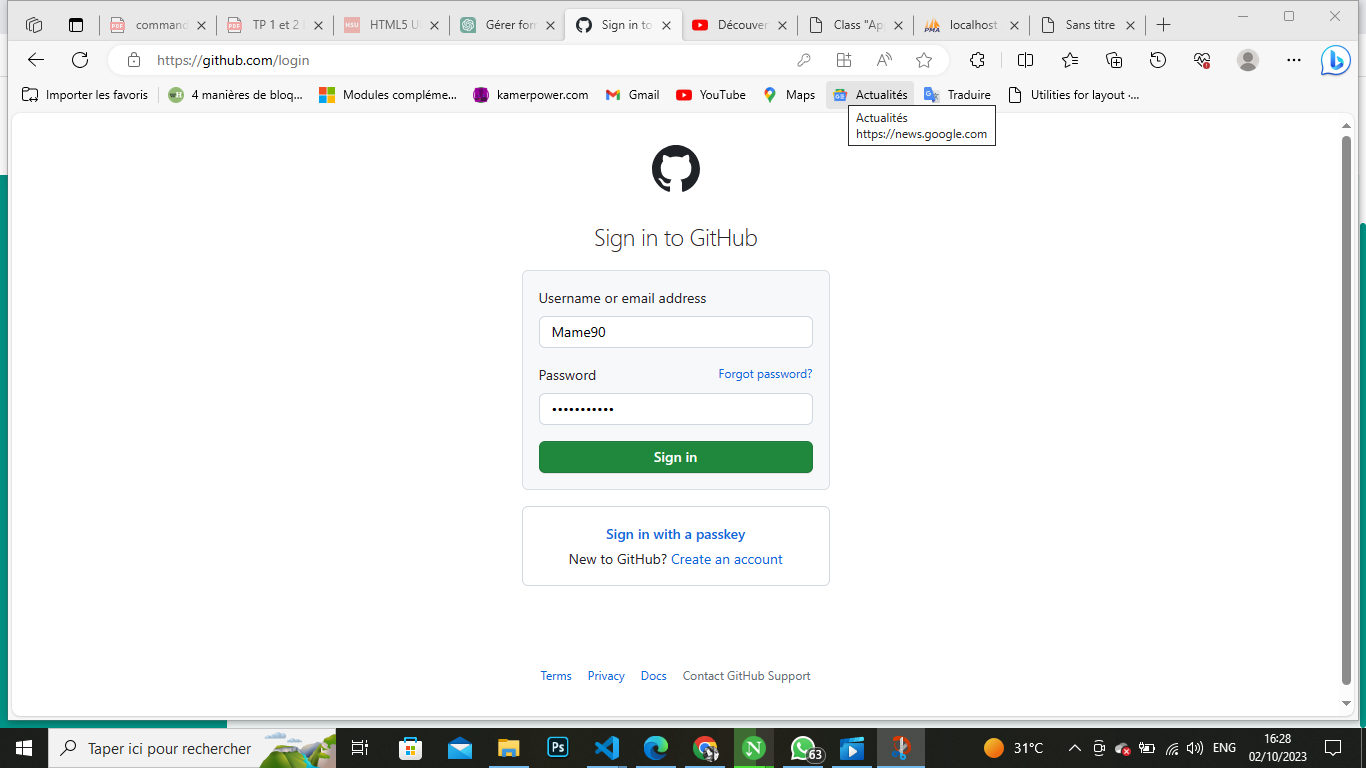 command
TP 1 et 2
HTML5 U
Gérer for
Sign in to
Découver
Class "Ap
localhost
Sans titre
https://github.com/login
Importer les favoris
4 manières de bloq...
Modules compléme...
kamerpower.com
Gmail
YouTube
Maps
Actualités
Traduire
Utilities for layout ·...
Actualités
https://news.google.com
Sign in to GitHub
Username or email address
Mame90
Password
Forgot password?
•••••••••••
Sign in
Sign in with a passkey
New to GitHub? Create an account
Terms
Privacy
Docs
Contact GitHub Support
Taper ici pour rechercher
Ps
63
31°C
ENG
16:28
02/10/2023